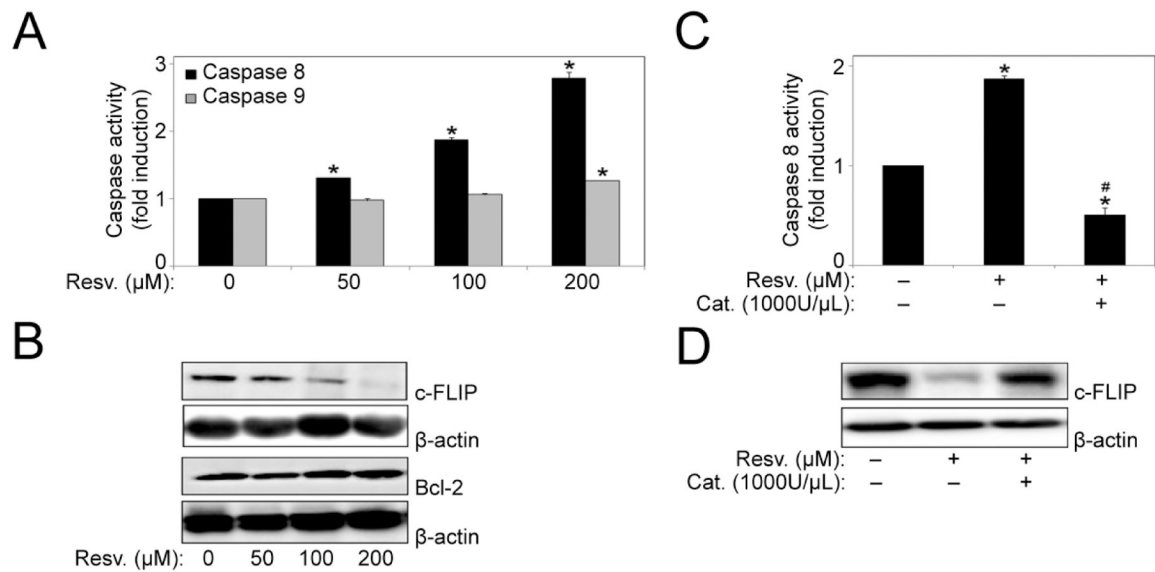 A
Caspase activity
(fold induction)
3
2
1
0
Caspase 8
Caspase 9
*
*
*
*
Resv. (µM): 0 50 100 200
B
c-FLIP
β-actin
Bcl-2
β-actin
Resv. (µM): 0 50 100 200
C
Caspase 8 activity
(fold induction)
2
1
0
*
#
*
Resv. (µM): – + +
Cat. (1000U/µL): – – +
D
c-FLIP
β-actin
Resv. (µM): – + +
Cat. (1000U/µL): – – +